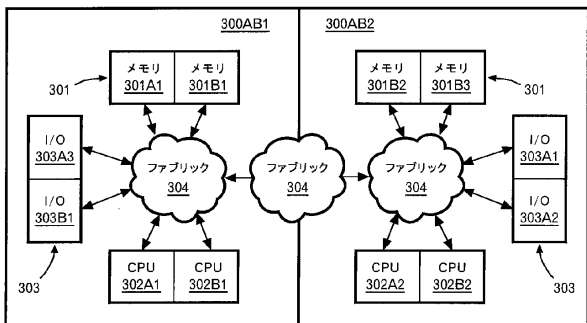 300AB1
300AB2
301
メモリ
301A1
メモリ
301B1
メモリ
301B2
メモリ
301B3
301
I/O
303A3
I/O
303B1
303
ファブリック
304
ファブリック
304
ファブリック
304
I/O
303A1
I/O
303A2
303
CPU
302A1
CPU
302B1
CPU
302A2
CPU
302B2